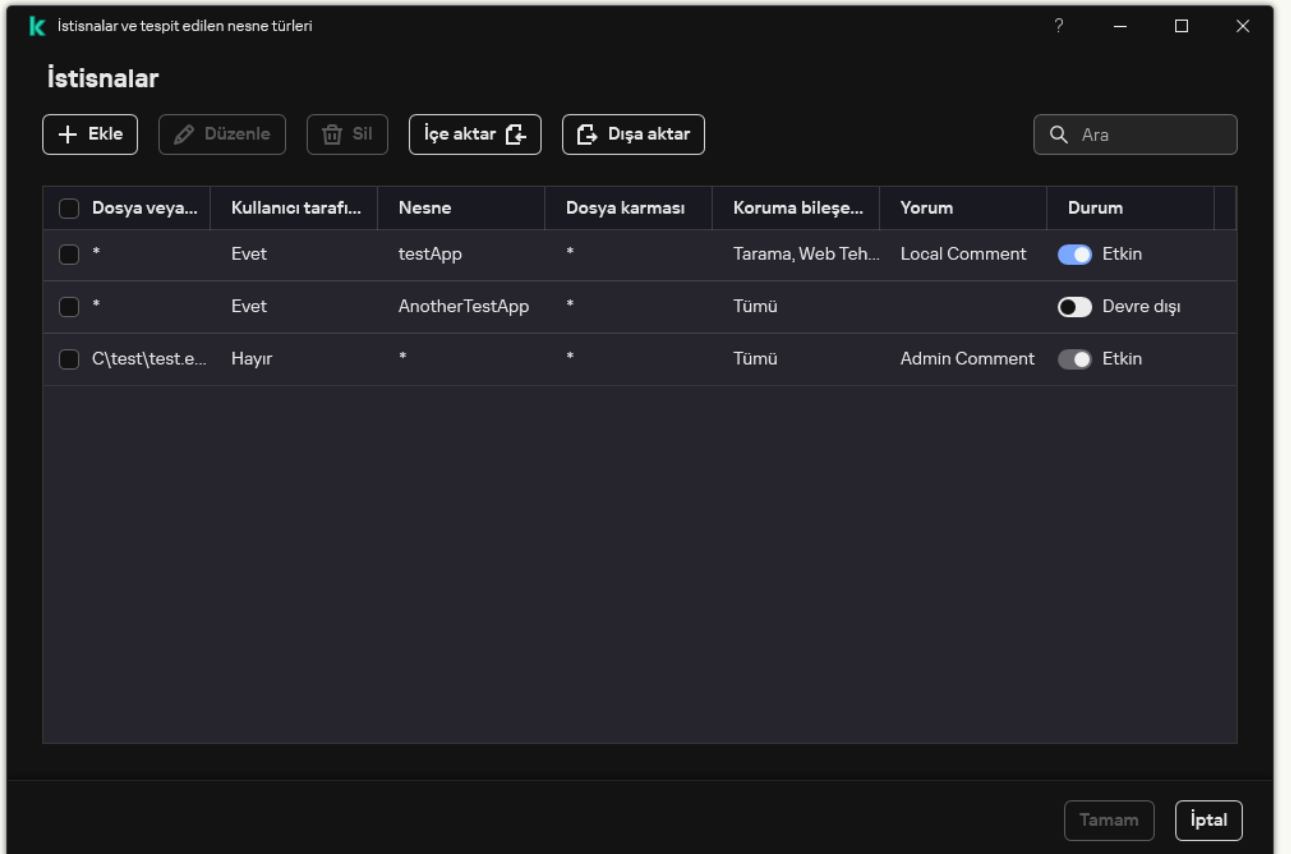 İstisnalar ve tespit edilen nesne türleri ?
İstisnalar
Ekle Düzenle Sil İçe aktar Dışa aktar Ara
Dosya veya... Kullanıcı tarafı... Nesne Dosya karması Koruma bileşe... Yorum Durum
* Evet testApp * Tarama, Web Teh... Local Comment Etkin
* Evet AnotherTestApp * Tümü Devre dışı
C\test\test.e... Hayır * * Tümü Admin Comment Etkin
Tamam İptal